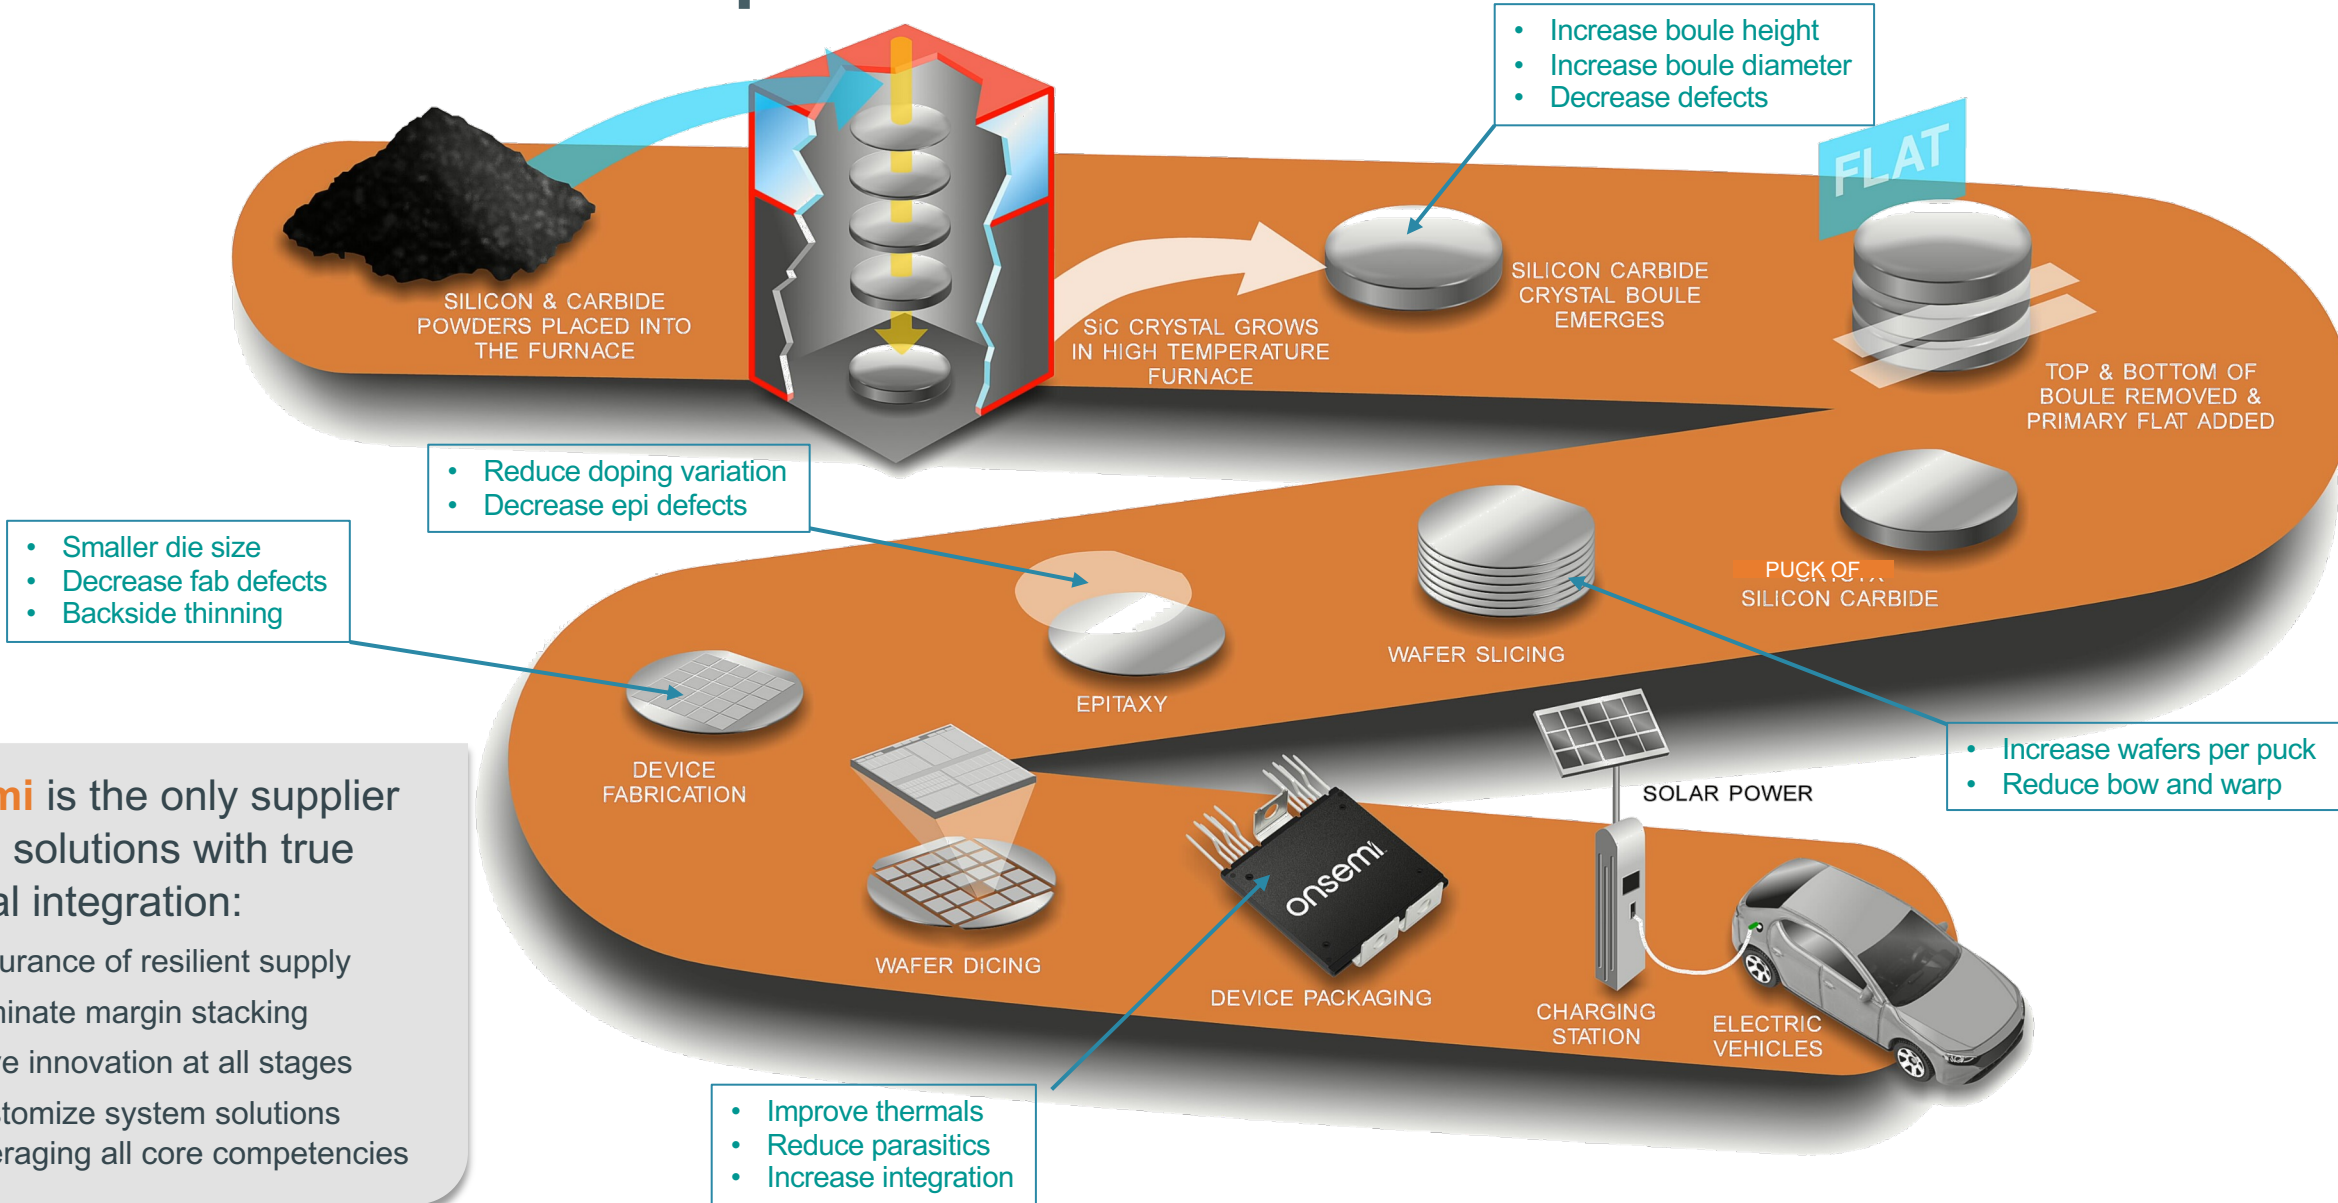 • Increase boule height
• Increase boule diameter
• Decrease defects
FLAT
SILICON & CARBIDE
POWDERS PLACED INTO
THE FURNACE
SiC CRYSTAL GROWS
IN HIGH TEMPERATURE
FURNACE
SILICON CARBIDE
CRYSTAL BOULE
EMERGES
TOP & BOTTOM OF
BOULE REMOVED &
PRIMARY FLAT ADDED
• Reduce doping variation
• Decrease epi defects
• Smaller die size
• Decrease fab defects
• Backside thinning
PUCK OF
SILICON CARBIDE
WAFER SLICING
EPITAXY
DEVICE
FABRICATION
• Increase wafers per puck
• Reduce bow and warp
SOLAR POWER
onsemi
WAFER DICING
DEVICE PACKAGING
CHARGING
STATION
ELECTRIC
VEHICLES
• Improve thermals
• Reduce parasitics
• Increase integration
mi is the only supplier
solutions with true
al integration:
urance of resilient supply
minate margin stacking
ve innovation at all stages
stomize system solutions
eraging all core competencies